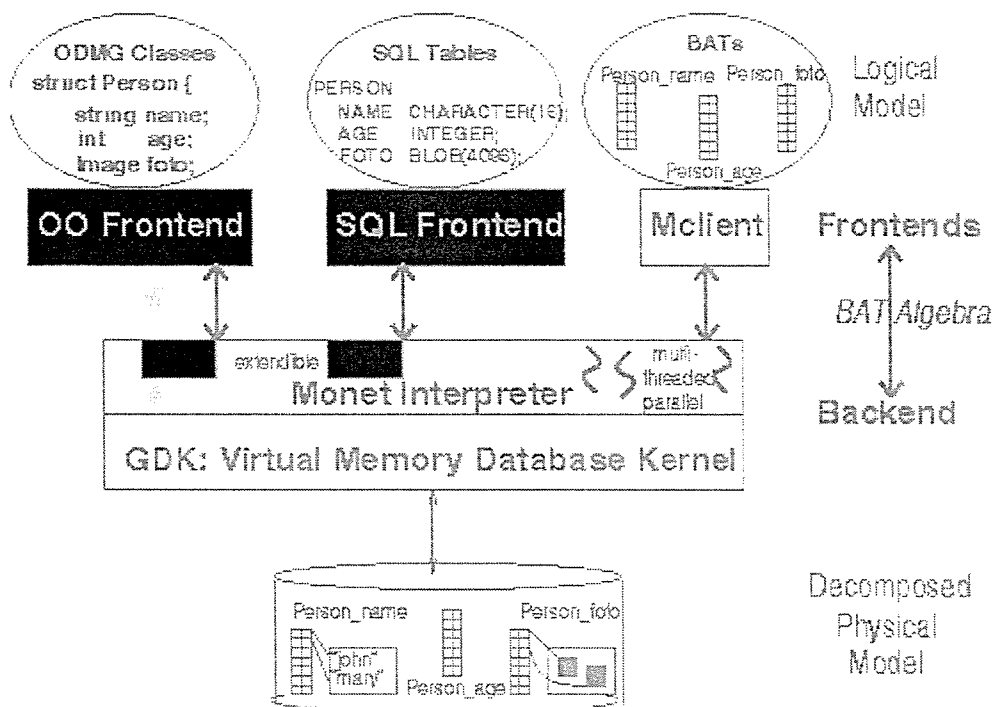 ODMG Classes
struct Person {
string name;
int age;
Image foto;
SQL Tables
PERSON
NAME CHARACTER(16);
AGE INTEGER;
FOTO BLOB(4096);
BATs
Person_name Person_foto
Person_age
Logical
Model
OO Frontend
SQL Frontend
Mclient
Frontends
BAT Algebra
extendible
multi-
threaded
parallel
Monet Interpreter
Backend
GDK: Virtual Memory Database Kernel
Person_name
Person_foto
"john"
"mary"
Person_age
Decomposed
Physical
Model